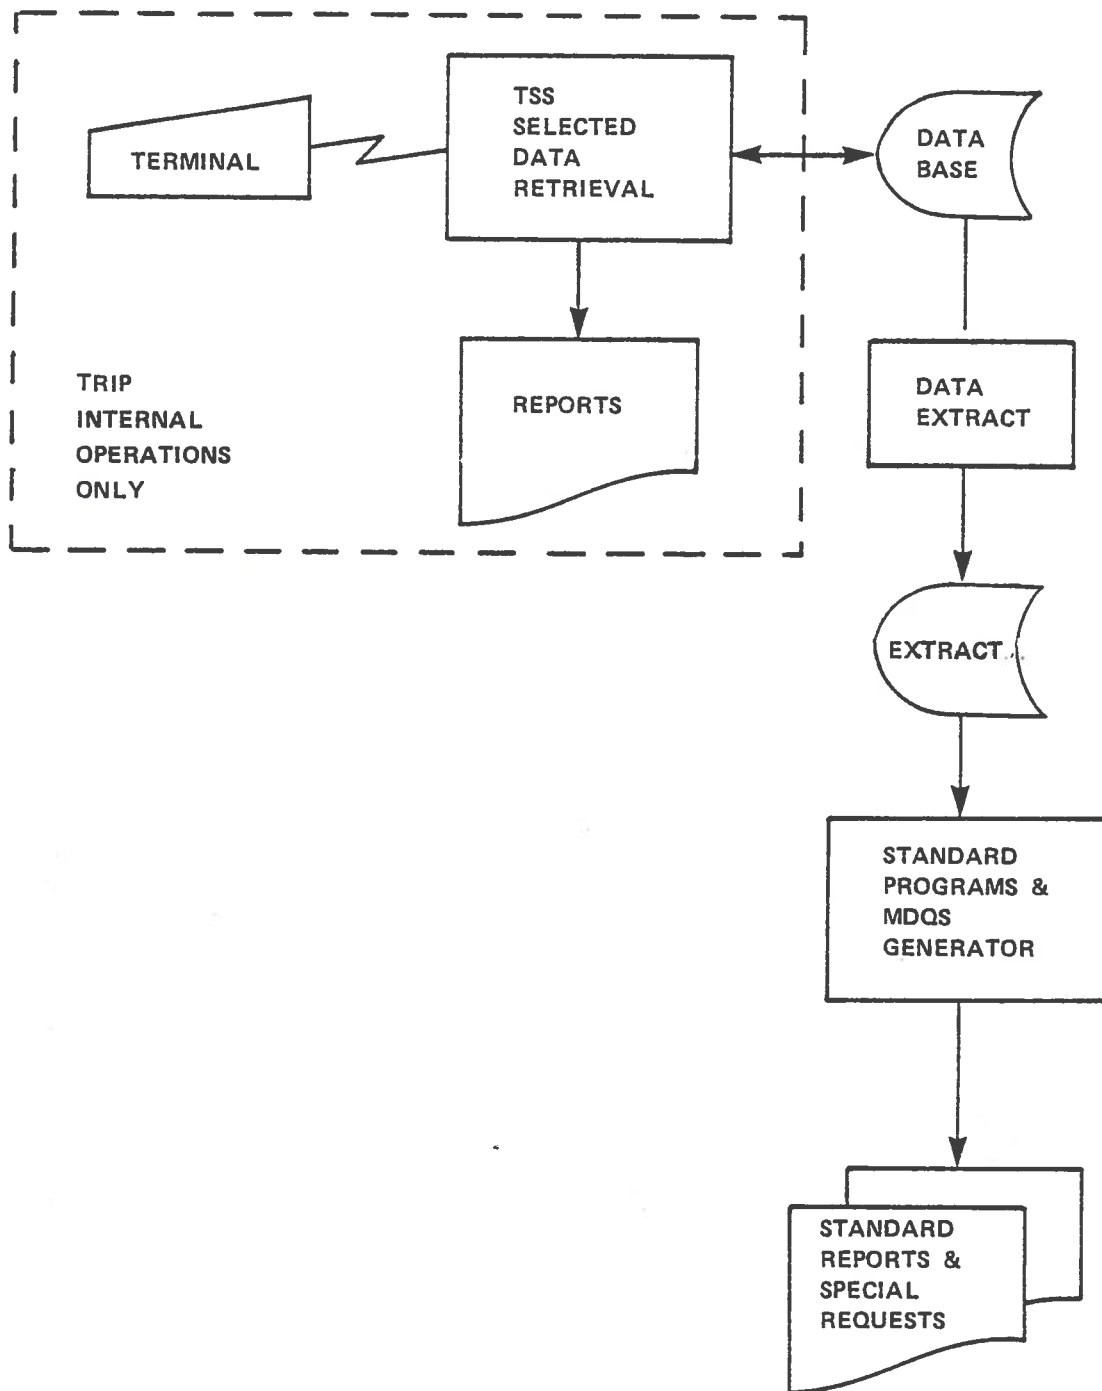 TERMINAL
TSS
SELECTED
DATA
RETRIEVAL
DATA
BASE
TRIP
INTERNAL
OPERATIONS
ONLY
REPORTS
DATA
EXTRACT
EXTRACT
STANDARD
PROGRAMS &
MDQS
GENERATOR
STANDARD
REPORTS &
SPECIAL
REQUESTS